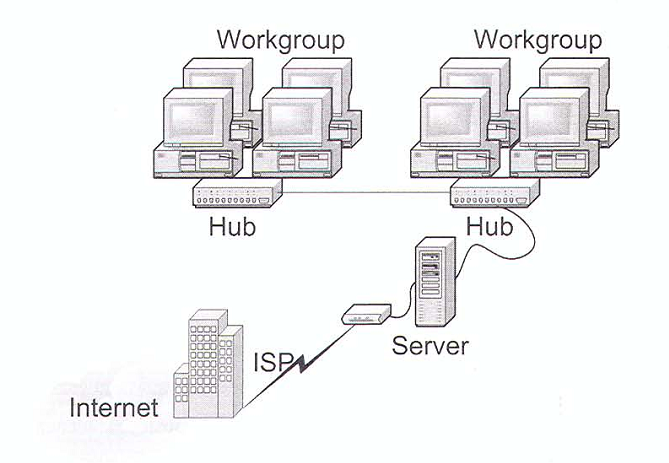 Workgroup
Workgroup
Hub
Hub
Server
ISP
Internet